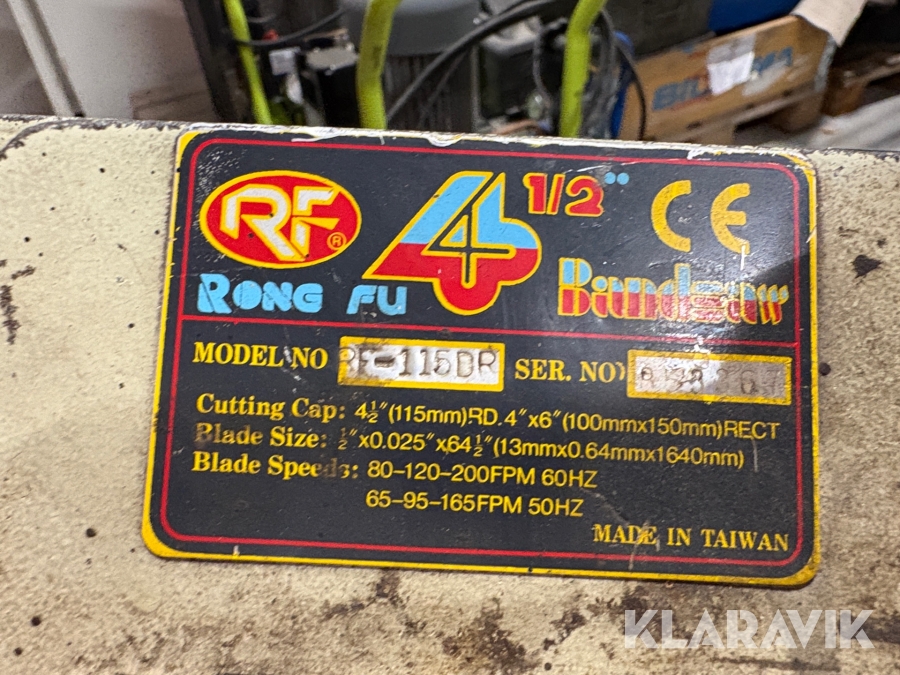 RF®
RONG FU
4 1/2"
CE
Bandsaw
MODEL NO RF-115DR SER. NO
Cutting Cap: 4½"(115mm)RD. 4"x6"(100mmx150mm)RECT
Blade Size: ½"x0.025"x64½"(13mmx0.64mmx1640mm)
Blade Speeds: 80-120-200FPM 60HZ
65-95-165FPM 50HZ
MADE IN TAIWAN
KLARAVIK